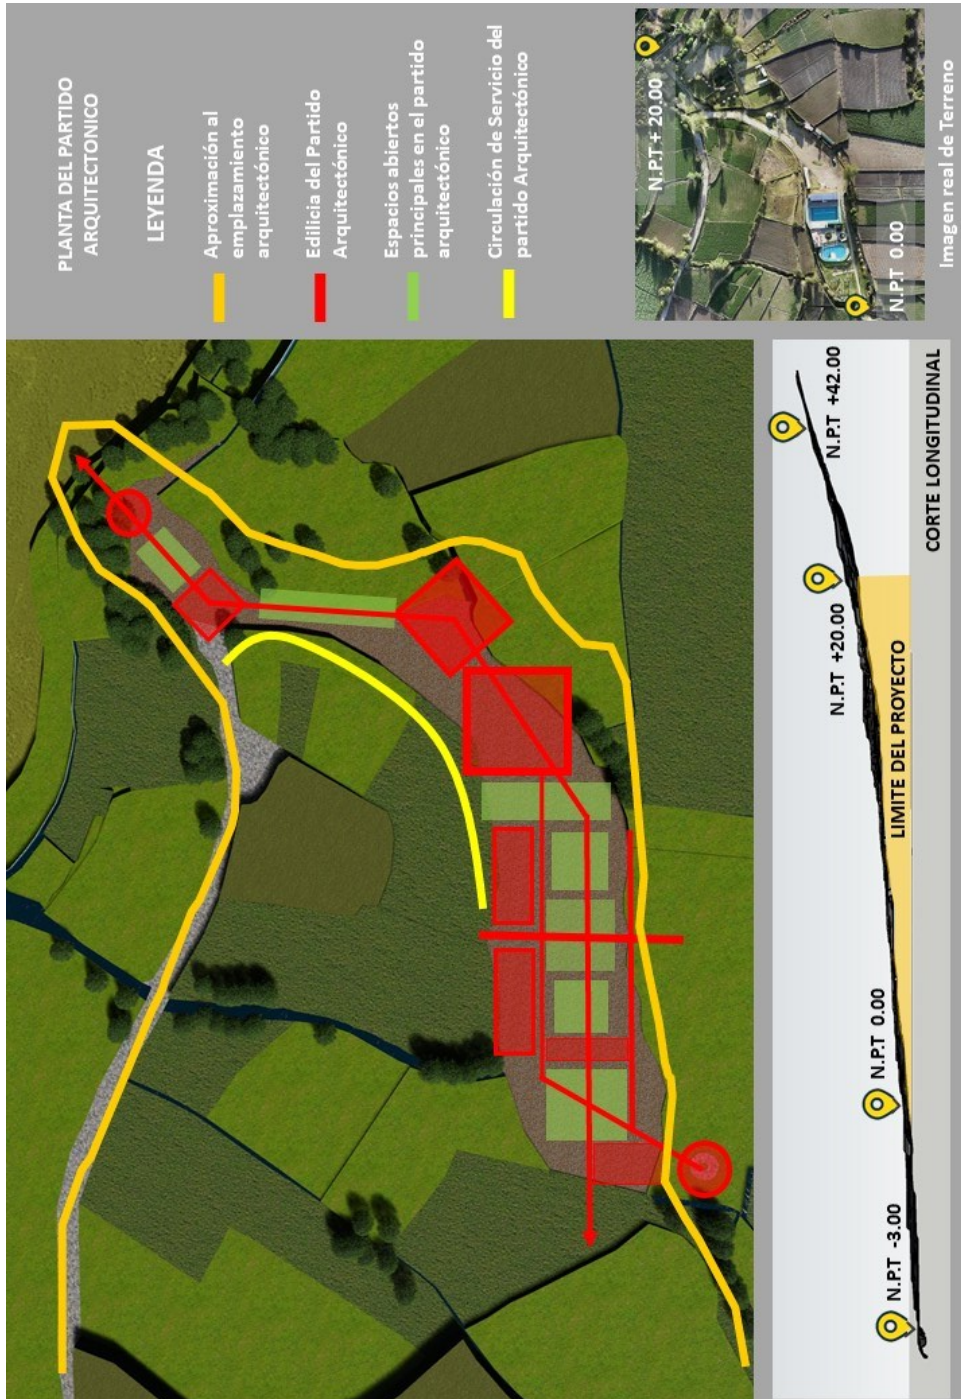 PLANTA DEL PARTIDO
ARQUITECTONICO
LEYENDA
Aproximación al
emplazamiento
arquitectónico
Edilicia del Partido
Arquitectónico
Espacios abiertos
principales en el partido
arquitectónico
Circulación de Servicio del
partido Arquitectónico
N.P.T + 20.00
N.P.T 0.00
Imagen real de Terreno
N.P.T -3.00
N.P.T 0.00
LIMITE DEL PROYECTO
N.P.T +20.00
N.P.T +42.00
CORTE LONGITUDINAL